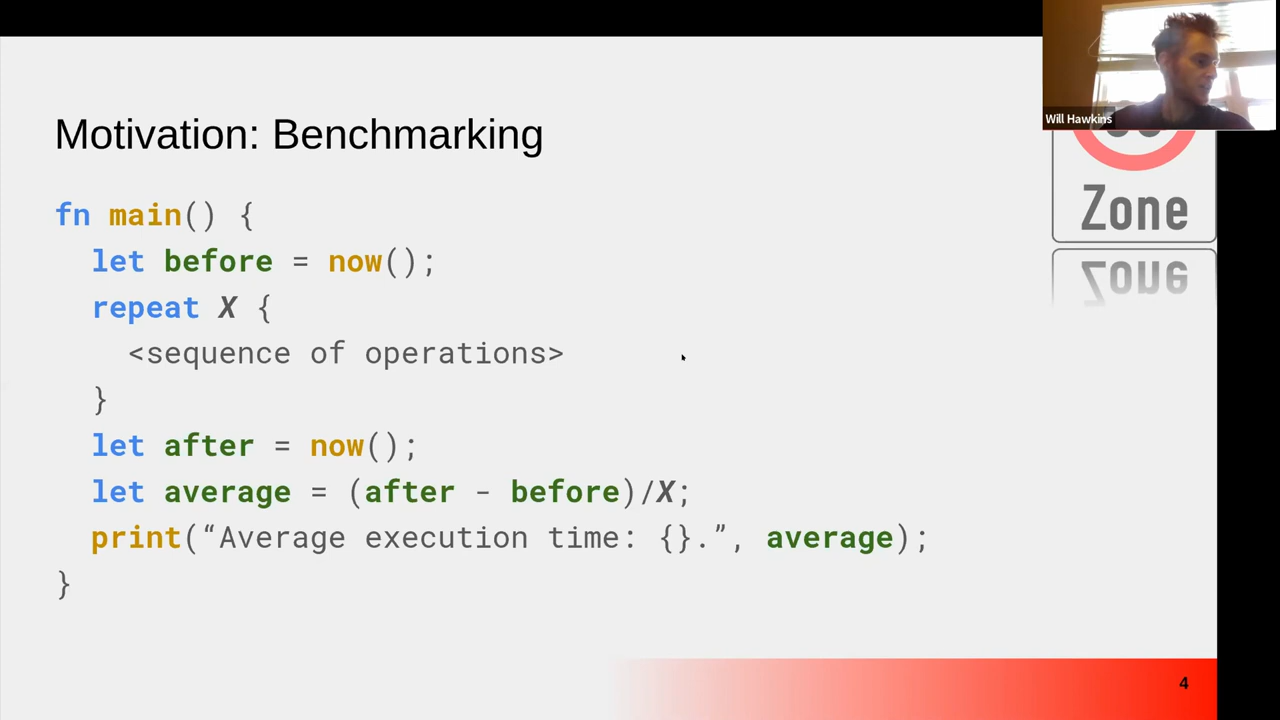 Will Hawkins
Motivation: Benchmarking
Zone
fn main() {
let before = now();
repeat X {
<sequence of operations>
}
let after = now();
let average = (after - before)/X;
print(“Average execution time: {}.”, average);
}
4